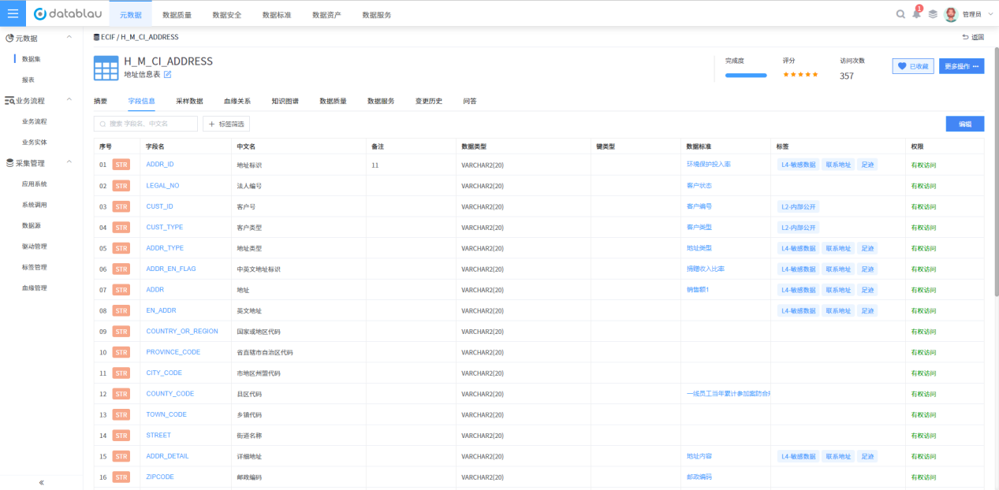 datablau 元数据 数据质量 数据安全 数据标准 数据资产 数据服务 1 管理员
元数据
数据集
报表
业务流程
业务流程
业务实体
采集管理
应用系统
系统调用
数据源
驱动管理
标签管理
血缘管理
ECIF / H_M_CI_ADDRESS 返回
H_M_CI_ADDRESS
地址信息表
完成度 评分 访问次数
357
已收藏 更多操作 ···
摘要 字段信息 采样数据 血缘关系 知识图谱 数据质量 数据服务 变更历史 问答
搜索 字段名、中文名 + 标签筛选 编辑
序号 字段名 中文名 备注 数据类型 键类型 数据标准 标签 权限
01 STR ADDR_ID 地址标识 11 VARCHAR2(20) 环境保护投入率 L4-敏感数据 联系地址 足迹 有权访问
02 STR LEGAL_NO 法人编号 VARCHAR2(20) 客户状态 有权访问
03 STR CUST_ID 客户号 VARCHAR2(20) 客户编号 L2-内部公开 有权访问
04 STR CUST_TYPE 客户类型 VARCHAR2(20) 客户类型 L2-内部公开 有权访问
05 STR ADDR_TYPE 地址类型 VARCHAR2(20) 地址类型 L4-敏感数据 联系地址 足迹 有权访问
06 STR ADDR_EN_FLAG 中英文地址标识 VARCHAR2(20) 捐赠收入比率 L4-敏感数据 联系地址 足迹 有权访问
07 STR ADDR 地址 VARCHAR2(20) 销售额1 L4-敏感数据 联系地址 足迹 有权访问
08 STR EN_ADDR 英文地址 VARCHAR2(20) L4-敏感数据 联系地址 足迹 有权访问
09 STR COUNTRY_OR_REGION 国家或地区代码 VARCHAR2(20) 有权访问
10 STR PROVINCE_CODE 省直辖市自治区代码 VARCHAR2(20) 有权访问
11 STR CITY_CODE 市地区州盟代码 VARCHAR2(20) 有权访问
12 STR COUNTY_CODE 县区代码 VARCHAR2(20) 一线员工当年累计参加案防合 有权访问
13 STR TOWN_CODE 乡镇代码 VARCHAR2(20) 有权访问
14 STR STREET 街道名称 VARCHAR2(20) 有权访问
15 STR ADDR_DETAIL 详细地址 VARCHAR2(20) 地址内容 L4-敏感数据 联系地址 足迹 有权访问
16 STR ZIPCODE 邮政编码 VARCHAR2(20) 邮政编码 有权访问